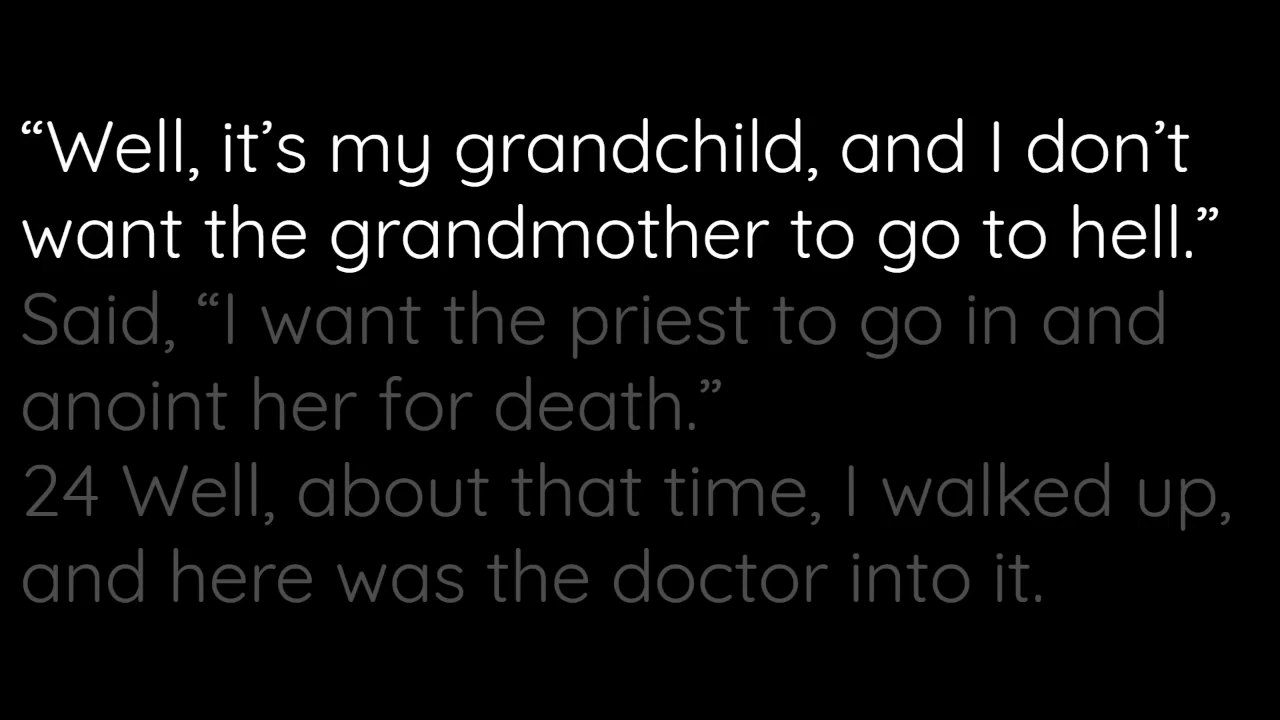 “Well, it’s my grandchild, and I don’t
want the grandmother to go to hell.”
Said, “I want the priest to go in and
anoint her for death.”
24 Well, about that time, I walked up,
and here was the doctor into it.